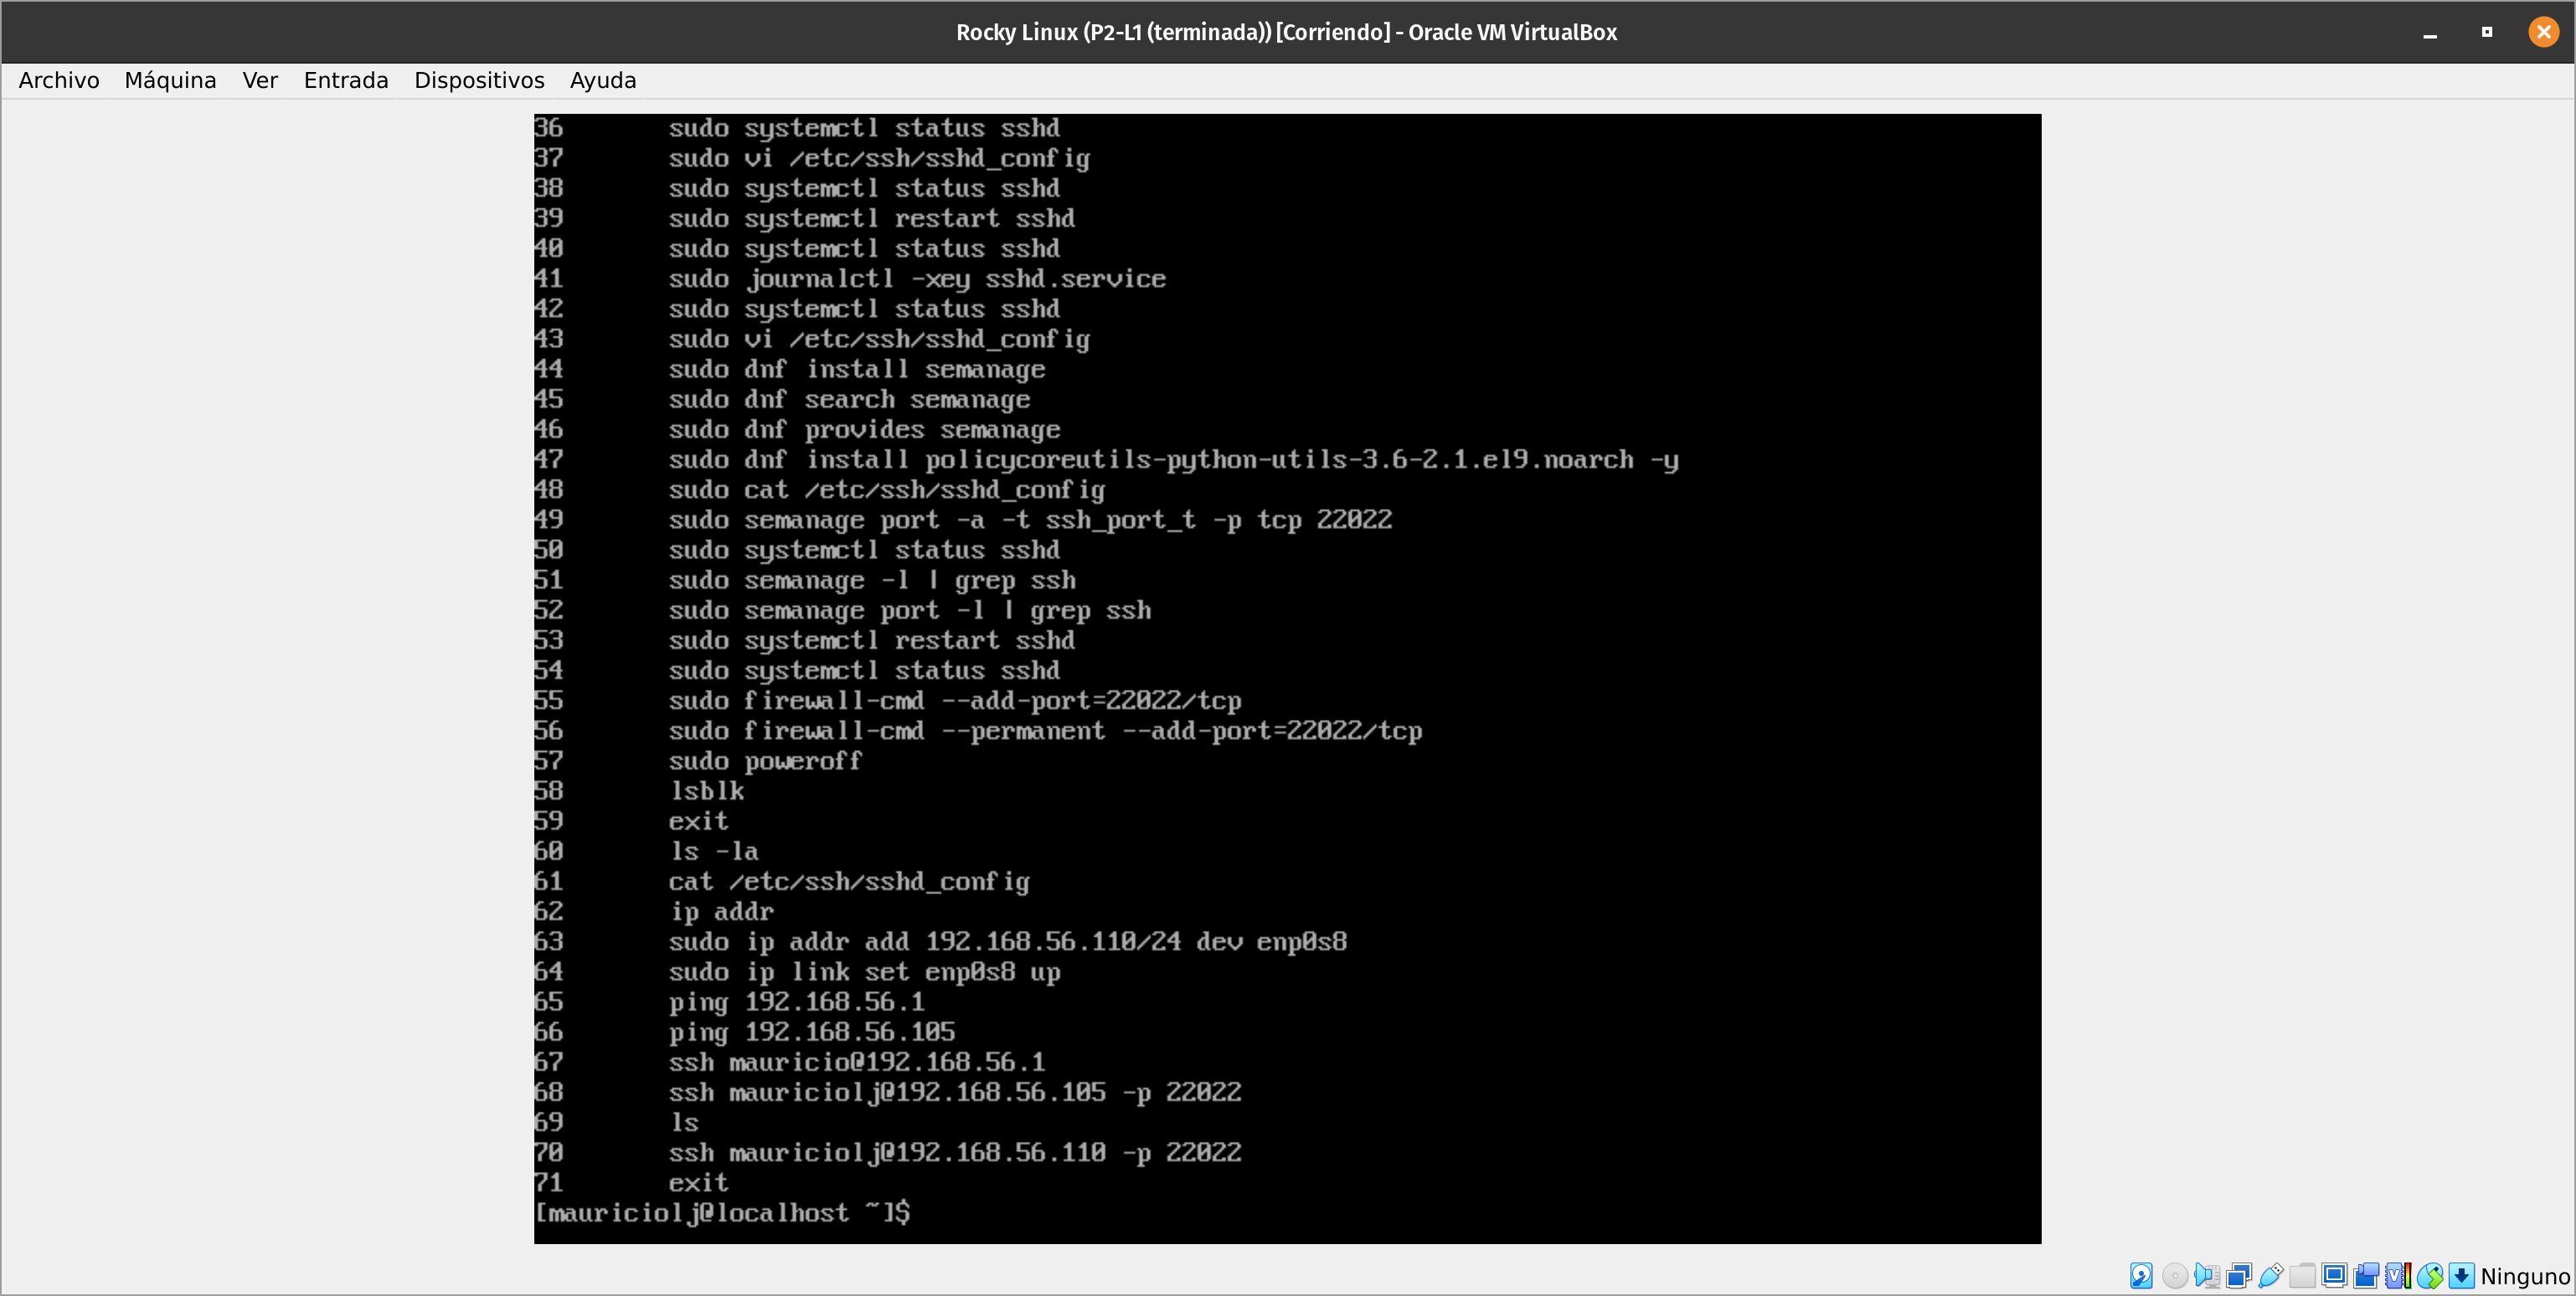 Rocky Linux (P2-L1 (terminada)) [Corriendo] - Oracle VM VirtualBox
Archivo Máquina Ver Entrada Dispositivos Ayuda
36 sudo systemctl status sshd
37 sudo vi /etc/ssh/sshd_config
38 sudo systemctl status sshd
39 sudo systemctl restart sshd
40 sudo systemctl status sshd
41 sudo journalctl -xey sshd.service
42 sudo systemctl status sshd
43 sudo vi /etc/ssh/sshd_config
44 sudo dnf install semanage
45 sudo dnf search semanage
46 sudo dnf provides semanage
47 sudo dnf install policycoreutils-python-utils-3.6-2.1.el9.noarch -y
48 sudo cat /etc/ssh/sshd_config
49 sudo semanage port -a -t ssh_port_t -p tcp 22022
50 sudo systemctl status sshd
51 sudo semanage -l | grep ssh
52 sudo semanage port -l | grep ssh
53 sudo systemctl restart sshd
54 sudo systemctl status sshd
55 sudo firewall-cmd --add-port=22022/tcp
56 sudo firewall-cmd --permanent --add-port=22022/tcp
57 sudo poweroff
58 lsblk
59 exit
60 ls -la
61 cat /etc/ssh/sshd_config
62 ip addr
63 sudo ip addr add 192.168.56.110/24 dev enp0s8
64 sudo ip link set enp0s8 up
65 ping 192.168.56.1
66 ping 192.168.56.105
67 ssh mauricio@192.168.56.1
68 ssh mauriciolj@192.168.56.105 -p 22022
69 ls
70 ssh mauriciolj@192.168.56.110 -p 22022
71 exit
[mauriciolj@localhost ~]$
Ninguno